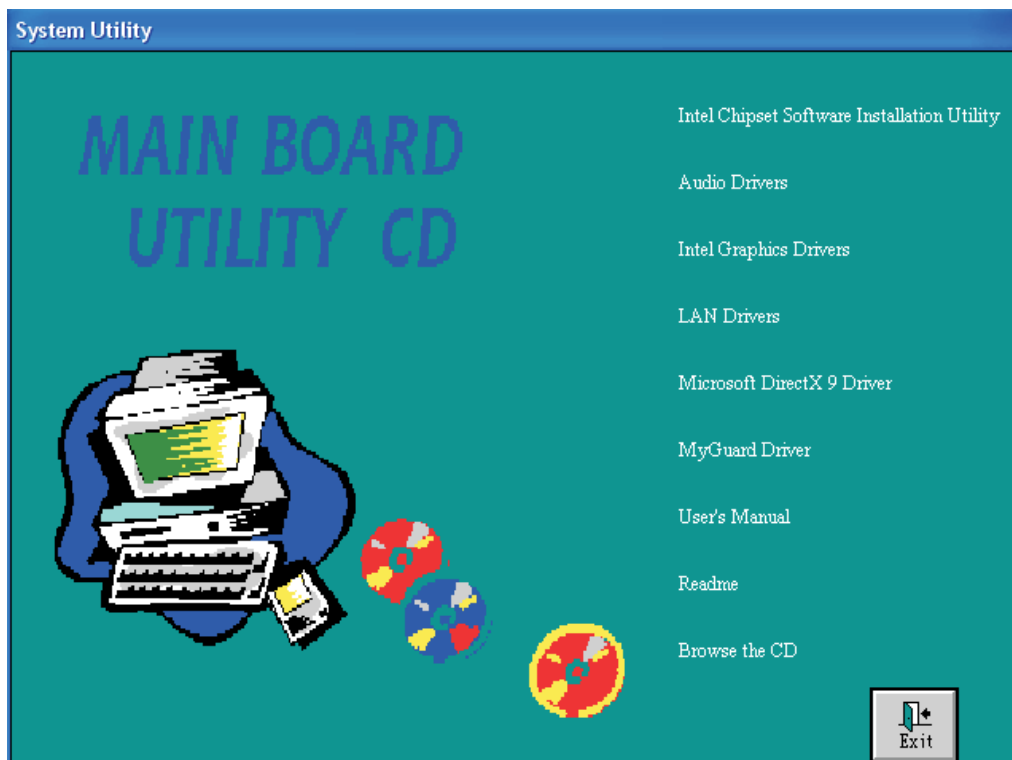 System Utility
MAIN BOARD
UTILITY CD
Intel Chipset Software Installation Utility
Audio Drivers
Intel Graphics Drivers
LAN Drivers
Microsoft DirectX 9 Driver
MyGuard Driver
User's Manual
Readme
Browse the CD
Exit